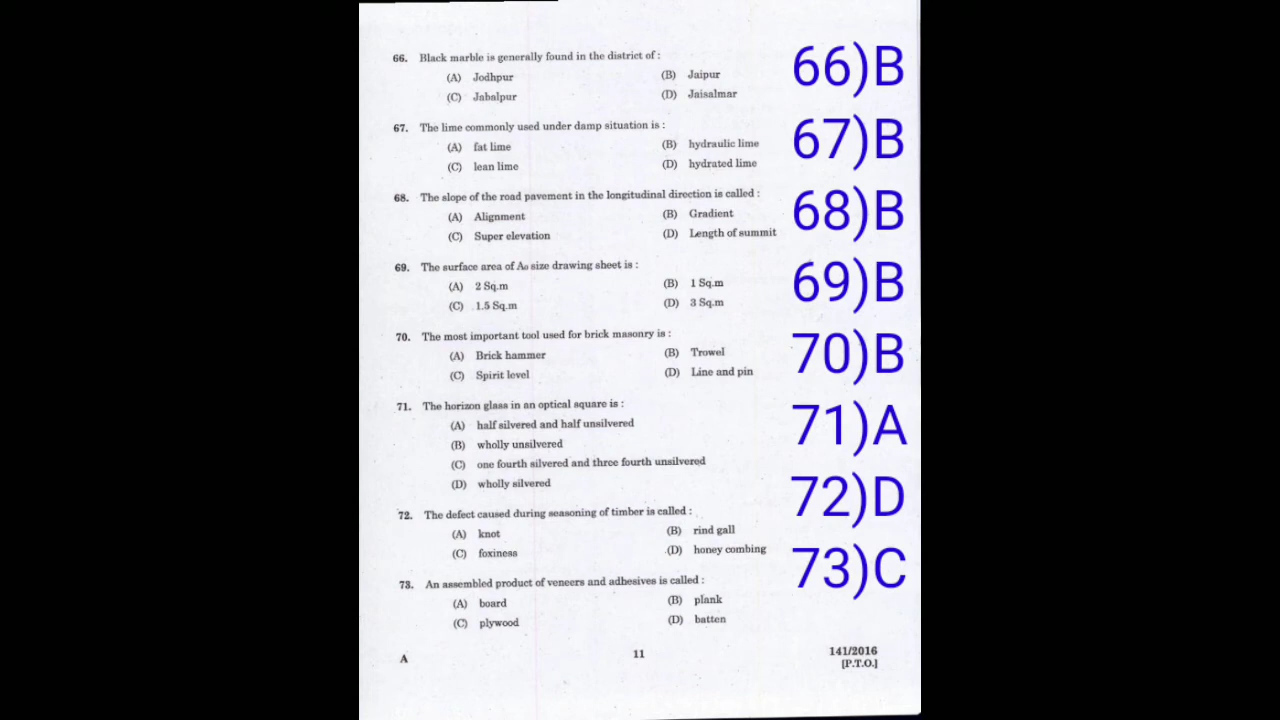 66. Black marble is generally found in the district of :
(A) Jodhpur (B) Jaipur
(C) Jabalpur (D) Jaisalmar
66)B
67. The lime commonly used under damp situation is :
(A) fat lime (B) hydraulic lime
(C) lean lime (D) hydrated lime
67)B
68. The slope of the road pavement in the longitudinal direction is called :
(A) Alignment (B) Gradient
(C) Super elevation (D) Length of summit
68)B
69. The surface area of A₀ size drawing sheet is :
(A) 2 Sq.m (B) 1 Sq.m
(C) 1.5 Sq.m (D) 3 Sq.m
69)B
70. The most important tool used for brick masonry is :
(A) Brick hammer (B) Trowel
(C) Spirit level (D) Line and pin
70)B
71. The horizon glass in an optical square is :
(A) half silvered and half unsilvered
(B) wholly unsilvered
(C) one fourth silvered and three fourth unsilvered
(D) wholly silvered
71)A
72. The defect caused during seasoning of timber is called :
(A) knot (B) rind gall
(C) foxiness (D) honey combing
72)D
73. An assembled product of veneers and adhesives is called :
(A) board (B) plank
(C) plywood (D) batten
73)C
A 11 141/2016
[P.T.O.]